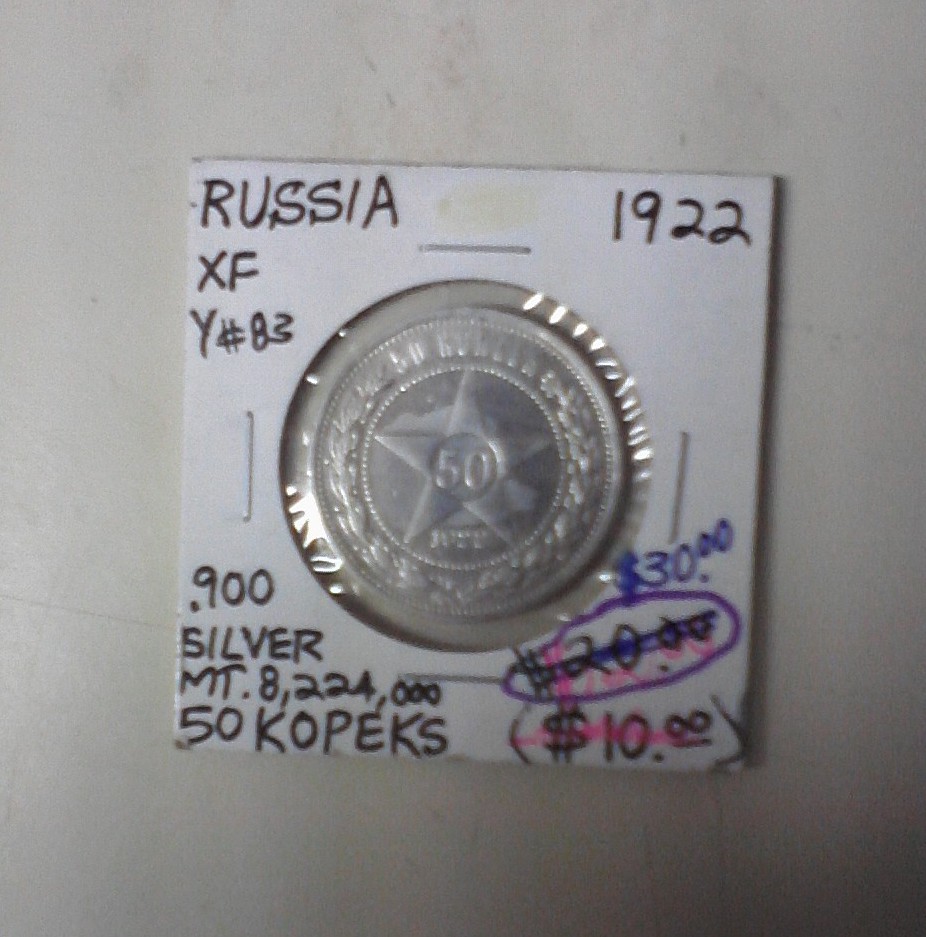 RUSSIA 1922
XF
Y#83
50
.900
$30.00
SILVER
$20.00
MT. 8,224,000
50 KOPEKS
($10.00)